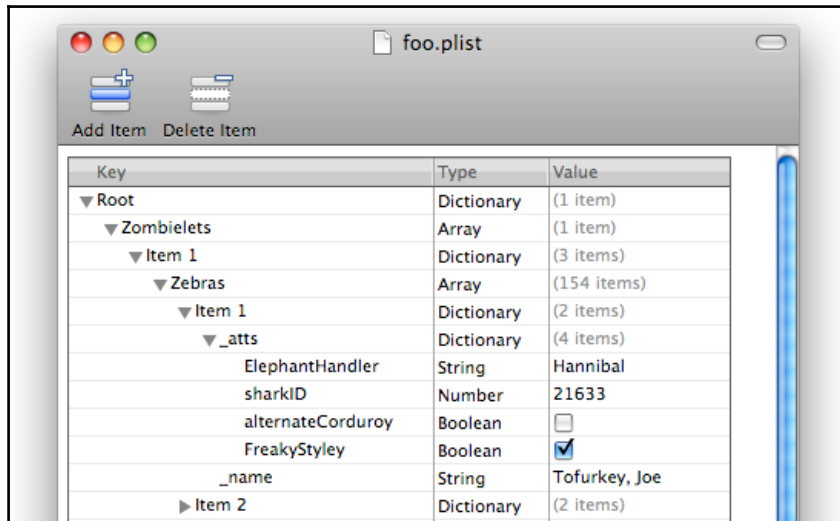 foo.plist
Add Item Delete Item
Key Type Value
Root Dictionary (1 item)
Zombielets Array (1 item)
Item 1 Dictionary (3 items)
Zebras Array (154 items)
Item 1 Dictionary (2 items)
_atts Dictionary (4 items)
ElephantHandler String Hannibal
sharkID Number 21633
alternateCorduroy Boolean
FreakyStyley Boolean
_name String Tofurkey, Joe
Item 2 Dictionary (2 items)